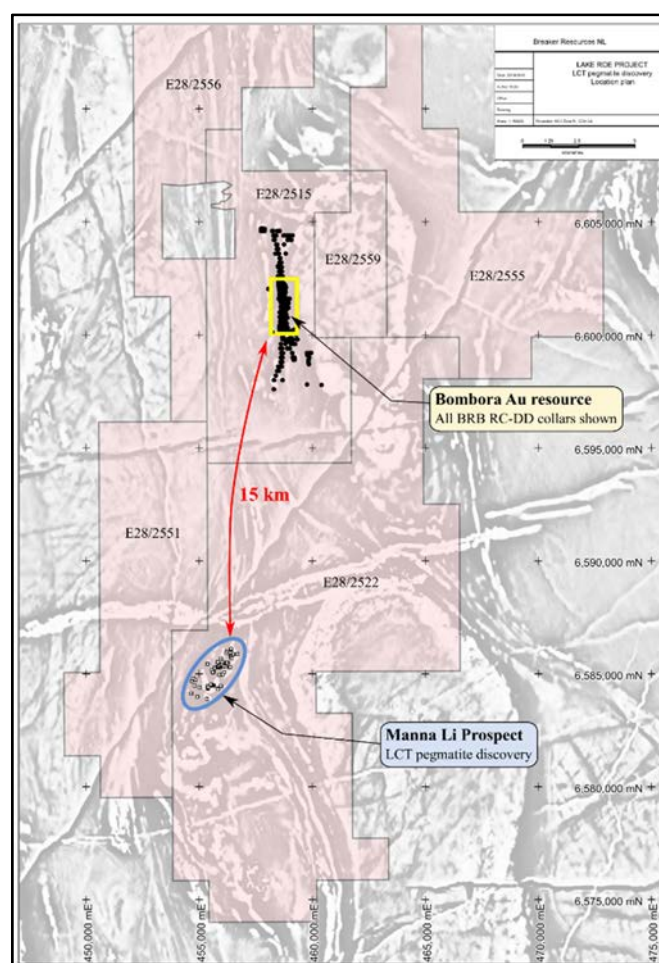 Breaker Resources NL
LAKE ROE PROJECT
LCT pegmatite discovery
Location plan
E28/2556
E28/2515
6,605,000 mN
E28/2559
E28/2555
6,600,000 mN
Bombora Au resource
All BRB RC-DD collars shown
6,595,000 mN
15 km
E28/2551
6,590,000 mN
E28/2522
6,585,000 mN
Manna Li Prospect
LCT pegmatite discovery
6,580,000 mN
6,575,000 mN
450,000 mE
455,000 mE
460,000 mE
465,000 mE
470,000 mE
475,000 m